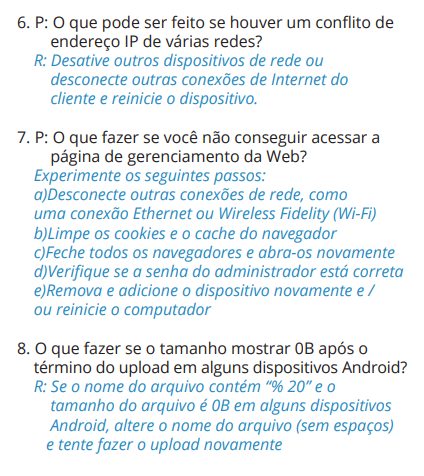 6. P: O que pode ser feito se houver um conflito de
endereço IP de várias redes?
R: Desative outros dispositivos de rede ou
desconecte outras conexões de Internet do
cliente e reinicie o dispositivo.
7. P: O que fazer se você não conseguir acessar a
página de gerenciamento da Web?
Experimente os seguintes passos:
a)Desconecte outras conexões de rede, como
uma conexão Ethernet ou Wireless Fidelity (Wi-Fi)
b)Limpe os cookies e o cache do navegador
c)Feche todos os navegadores e abra-os novamente
d)Verifique se a senha do administrador está correta
e)Remova e adicione o dispositivo novamente e /
ou reinicie o computador
8. O que fazer se o tamanho mostrar 0B após o
término do upload em alguns dispositivos Android?
R: Se o nome do arquivo contém “% 20” e o
tamanho do arquivo é 0B em alguns dispositivos
Android, altere o nome do arquivo (sem espaços)
e tente fazer o upload novamente